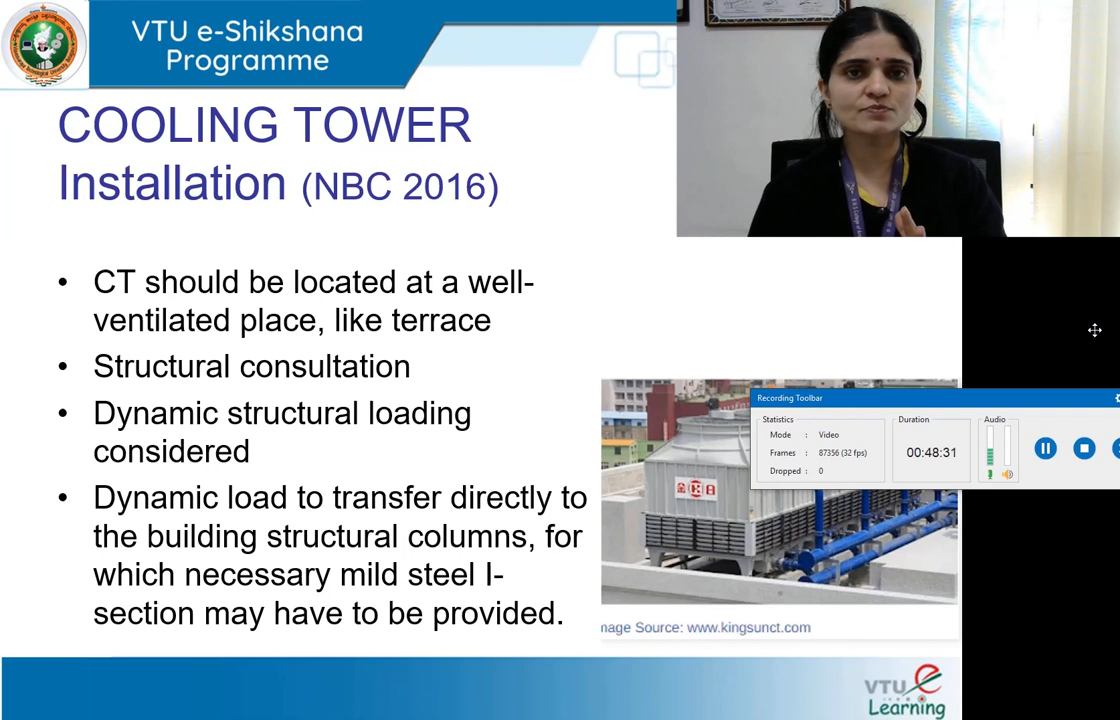 VTU e-Shikshana
Programme
COOLING TOWER
Installation (NBC 2016)
• CT should be located at a well-
ventilated place, like terrace
• Structural consultation
• Dynamic structural loading
considered
• Dynamic load to transfer directly to
the building structural columns, for
which necessary mild steel I-
section may have to be provided.
Recording Toolbar
Statistics
Mode : Video
Frames : 87356 (32 fps)
Dropped : 0
Duration
00:48:31
Audio
mage Source: www.kingsunct.com
VTU e
Learning